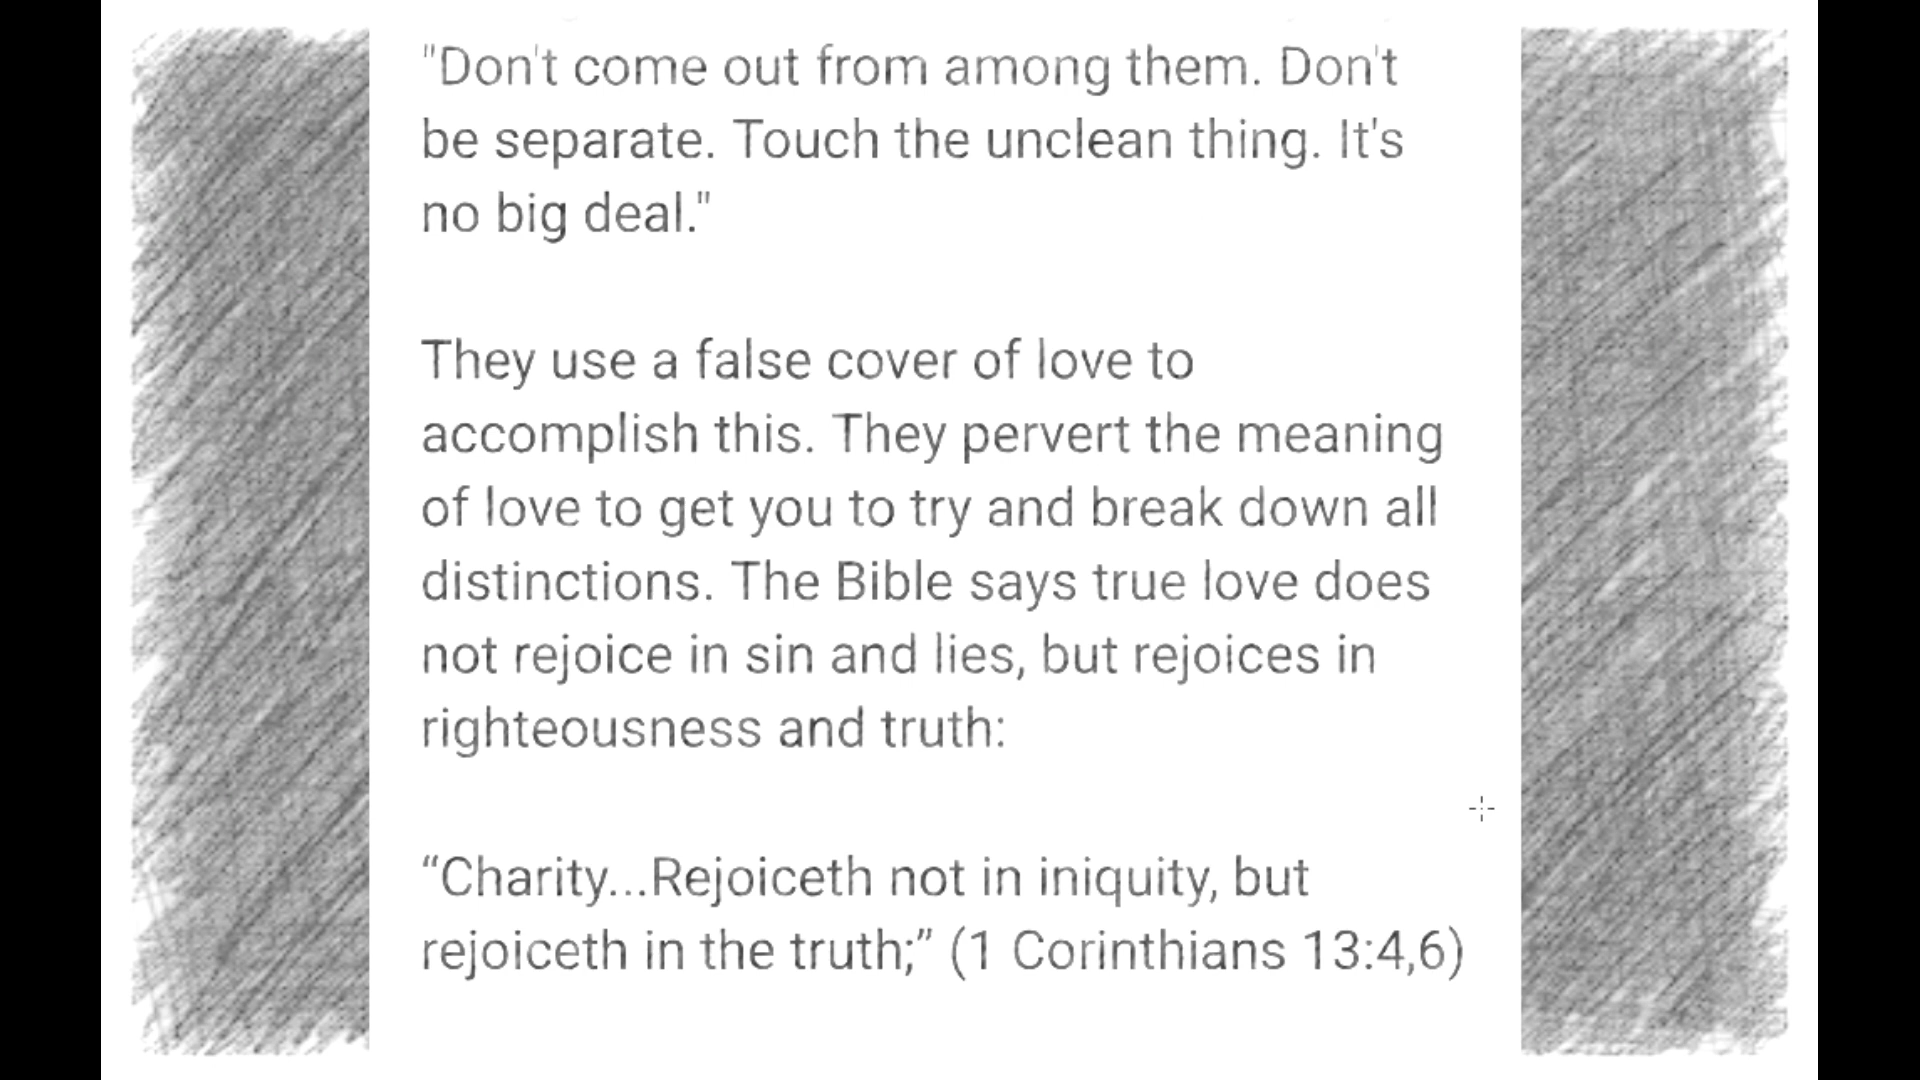 "Don't come out from among them. Don't
be separate. Touch the unclean thing. It's
no big deal."
They use a false cover of love to
accomplish this. They pervert the meaning
of love to get you to try and break down all
distinctions. The Bible says true love does
not rejoice in sin and lies, but rejoices in
righteousness and truth:
“Charity...Rejoiceth not in iniquity, but
rejoiceth in the truth;” (1 Corinthians 13:4,6)